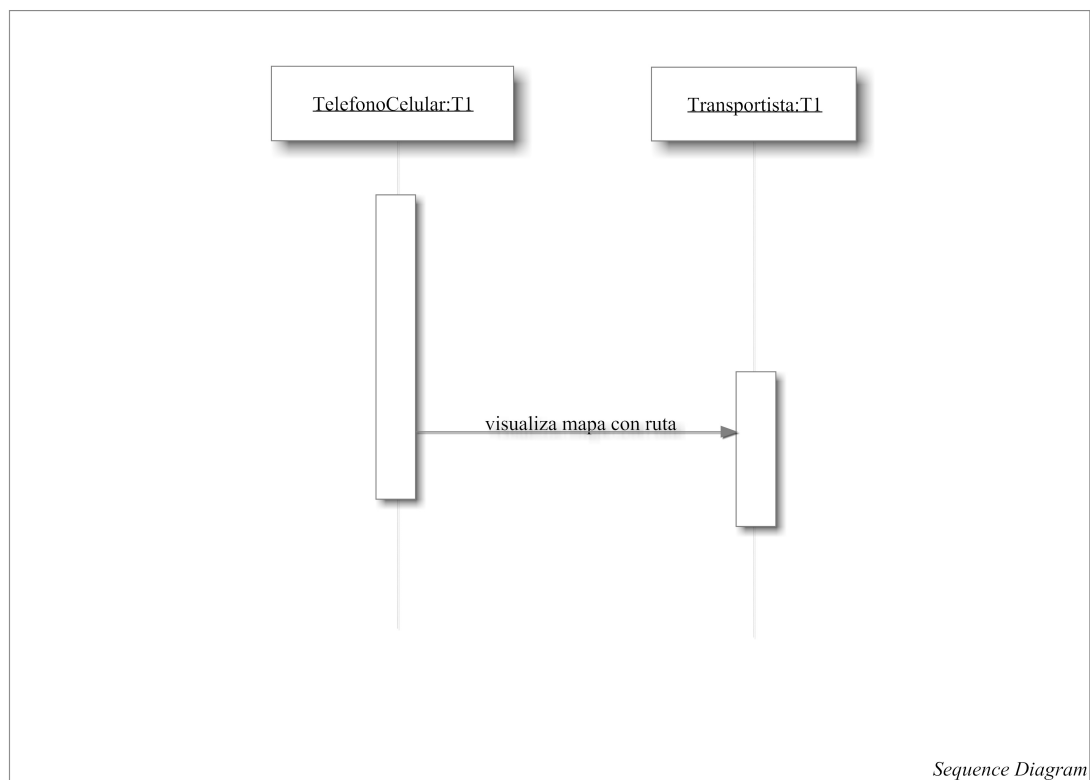 TelefonoCelular:T1
Transportista:T1
visualiza mapa con ruta
Sequence Diagram